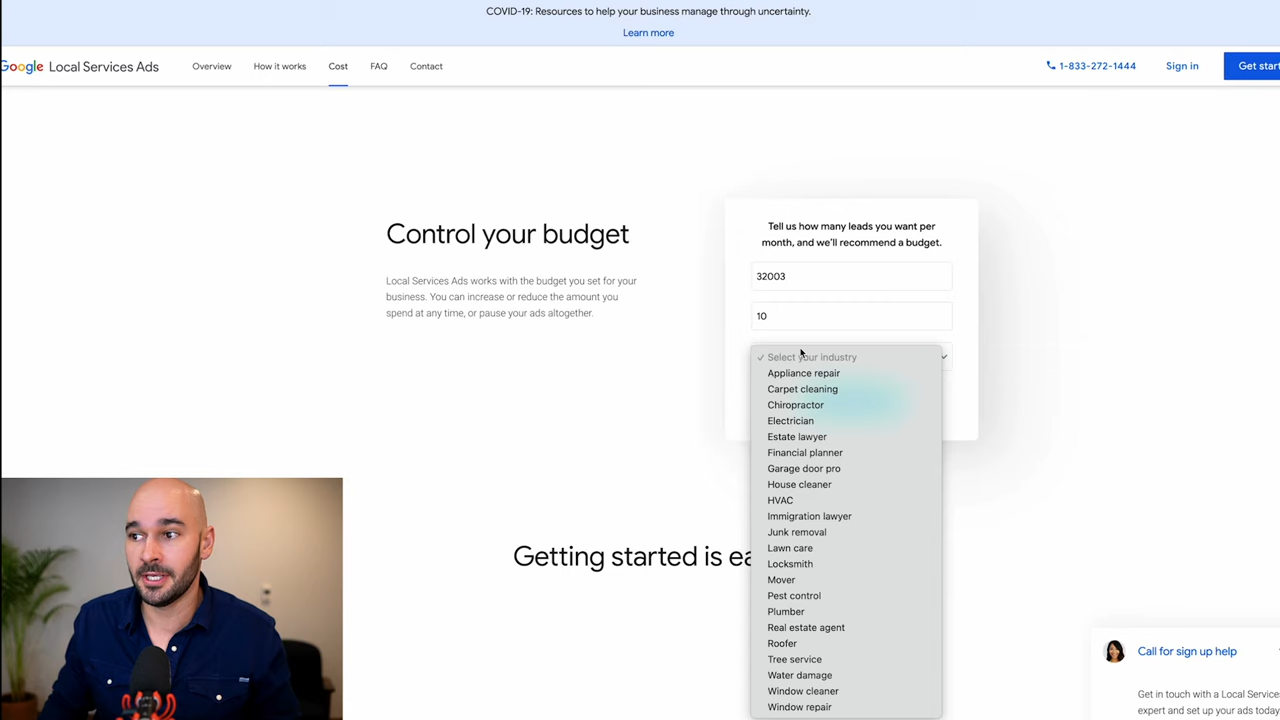 COVID-19: Resources to help your business manage through uncertainty.
Learn more
Google Local Services Ads
Overview
How it works
Cost
FAQ
Contact
1-833-272-1444
Sign in
Get start
Control your budget
Local Services Ads works with the budget you set for your
business. You can increase or reduce the amount you
spend at any time, or pause your ads altogether.
Tell us how many leads you want per
month, and we'll recommend a budget.
32003
10
✓ Select your industry
Appliance repair
Carpet cleaning
Chiropractor
Electrician
Estate lawyer
Financial planner
Garage door pro
House cleaner
HVAC
Immigration lawyer
Junk removal
Lawn care
Locksmith
Mover
Pest control
Plumber
Real estate agent
Roofer
Tree service
Water damage
Window cleaner
Window repair
Getting started is ea
Call for sign up help
Get in touch with a Local Service
expert and set up your ads today